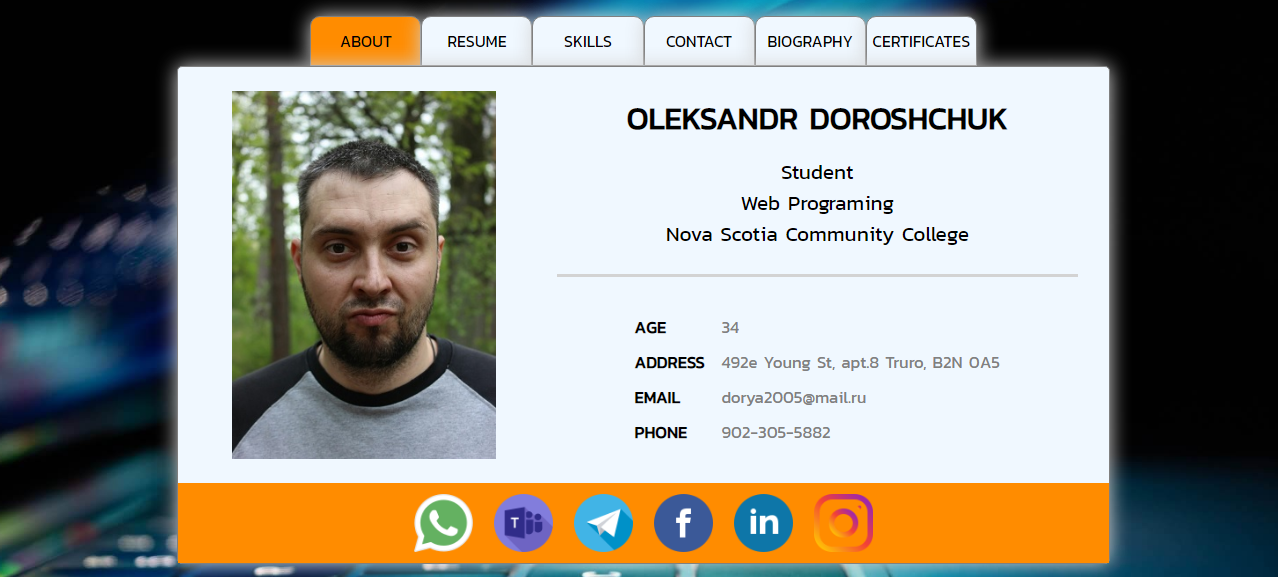 ABOUT RESUME SKILLS CONTACT BIOGRAPHY CERTIFICATES
OLEKSANDR DOROSHCHUK
Student
Web Programing
Nova Scotia Community College
AGE 34
ADDRESS 492e Young St, apt.8 Truro, B2N 0A5
EMAIL dorya2005@mail.ru
PHONE 902-305-5882
T f in